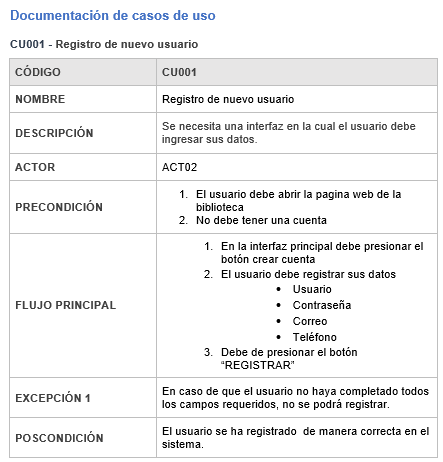 Documentación de casos de uso
CU001 - Registro de nuevo usuario
CÓDIGO CU001
NOMBRE Registro de nuevo usuario
DESCRIPCIÓN Se necesita una interfaz en la cual el usuario debe
ingresar sus datos.
ACTOR ACT02
PRECONDICIÓN 1. El usuario debe abrir la pagina web de la
biblioteca
2. No debe tener una cuenta
FLUJO PRINCIPAL 1. En la interfaz principal debe presionar el
botón crear cuenta
2. El usuario debe registrar sus datos
• Usuario
• Contraseña
• Correo
• Teléfono
3. Debe de presionar el botón
“REGISTRAR”
EXCEPCIÓN 1 En caso de que el usuario no haya completado todos
los campos requeridos, no se podrá registrar.
POSCONDICIÓN El usuario se ha registrado de manera correcta en el
sistema.